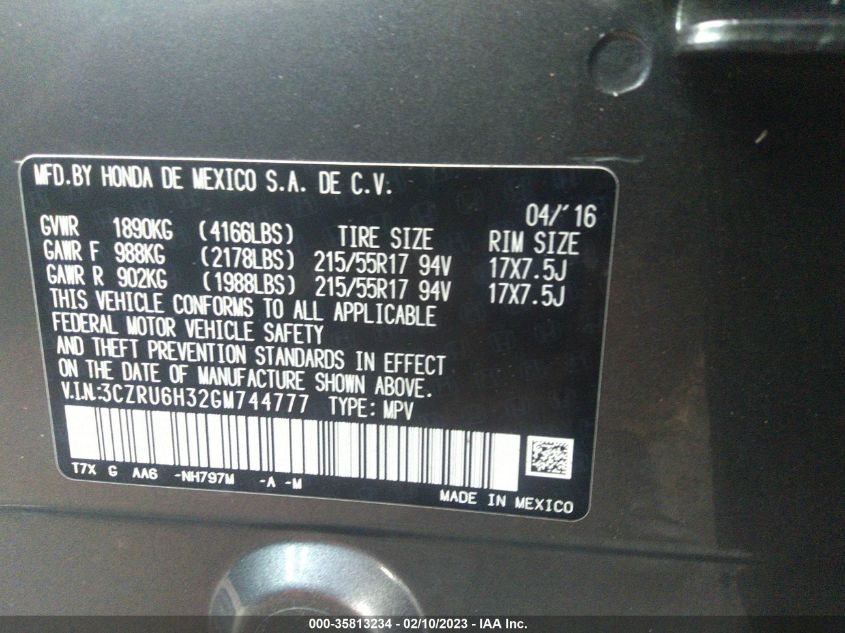 MFD.BY HONDA DE MEXICO S.A. DE C.V.
04/'16
GVWR 1890KG (4166LBS) TIRE SIZE RIM SIZE
GAWR F 988KG (2178LBS) 215/55R17 94V 17X7.5J
GAWR R 902KG (1988LBS) 215/55R17 94V 17X7.5J
THIS VEHICLE CONFORMS TO ALL APPLICABLE
FEDERAL MOTOR VEHICLE SAFETY
AND THEFT PREVENTION STANDARDS IN EFFECT
ON THE DATE OF MANUFACTURE SHOWN ABOVE.
V.I.N.:3CZRU6H32GM744777 TYPE: MPV
T7X G AA6 -NH797M -A -M
MADE IN MEXICO
000-35813234 - 02/10/2023 - IAA Inc.